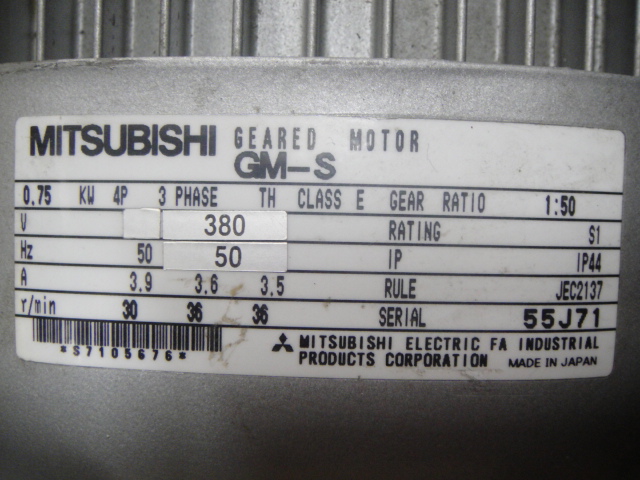 MITSUBISHI GEARED MOTOR
GM-S
0.75 KW 4P 3 PHASE TH CLASS E GEAR RATIO 1:50
V 380 RATING S1
Hz 50 50 IP IP44
A 3.9 3.6 3.5 RULE JEC2137
r/min 30 36 36 SERIAL 55J71
*S7105676*
MITSUBISHI ELECTRIC FA INDUSTRIAL
PRODUCTS CORPORATION MADE IN JAPAN